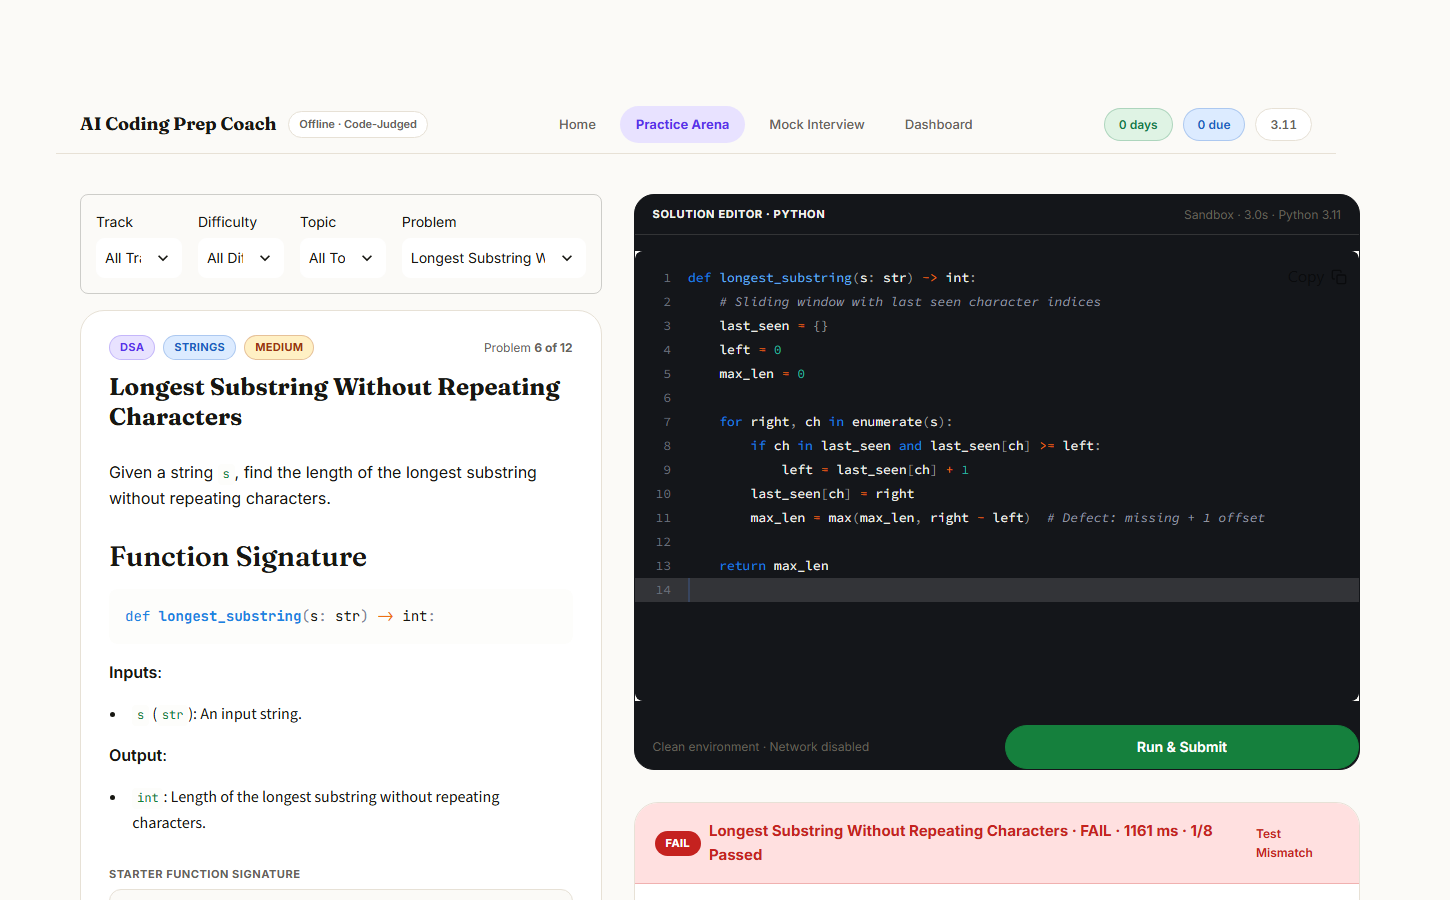 AI Coding Prep Coach
Offline · Code-Judged
Home
Practice Arena
Mock Interview
Dashboard
0 days
0 due
3.11
Track
Difficulty
Topic
Problem
All Tra
All Dif
All To
Longest Substring W
DSA
STRINGS
MEDIUM
Problem 6 of 12
Longest Substring Without Repeating
Characters
Given a string s , find the length of the longest substring
without repeating characters.
Function Signature
def longest_substring(s: str) -> int:
Inputs:
• s ( str ): An input string.
Output:
• int : Length of the longest substring without repeating
characters.
STARTER FUNCTION SIGNATURE
SOLUTION EDITOR · PYTHON
Sandbox · 3.0s · Python 3.11
Copy
1 def longest_substring(s: str) -> int:
2     # Sliding window with last seen character indices
3     last_seen = {}
4     left = 0
5     max_len = 0
6
7     for right, ch in enumerate(s):
8         if ch in last_seen and last_seen[ch] >= left:
9             left = last_seen[ch] + 1
10         last_seen[ch] = right
11         max_len = max(max_len, right - left)  # Defect: missing + 1 offset
12
13     return max_len
14
Clean environment · Network disabled
Run & Submit
FAIL
Longest Substring Without Repeating Characters · FAIL · 1161 ms · 1/8
Passed
Test
Mismatch